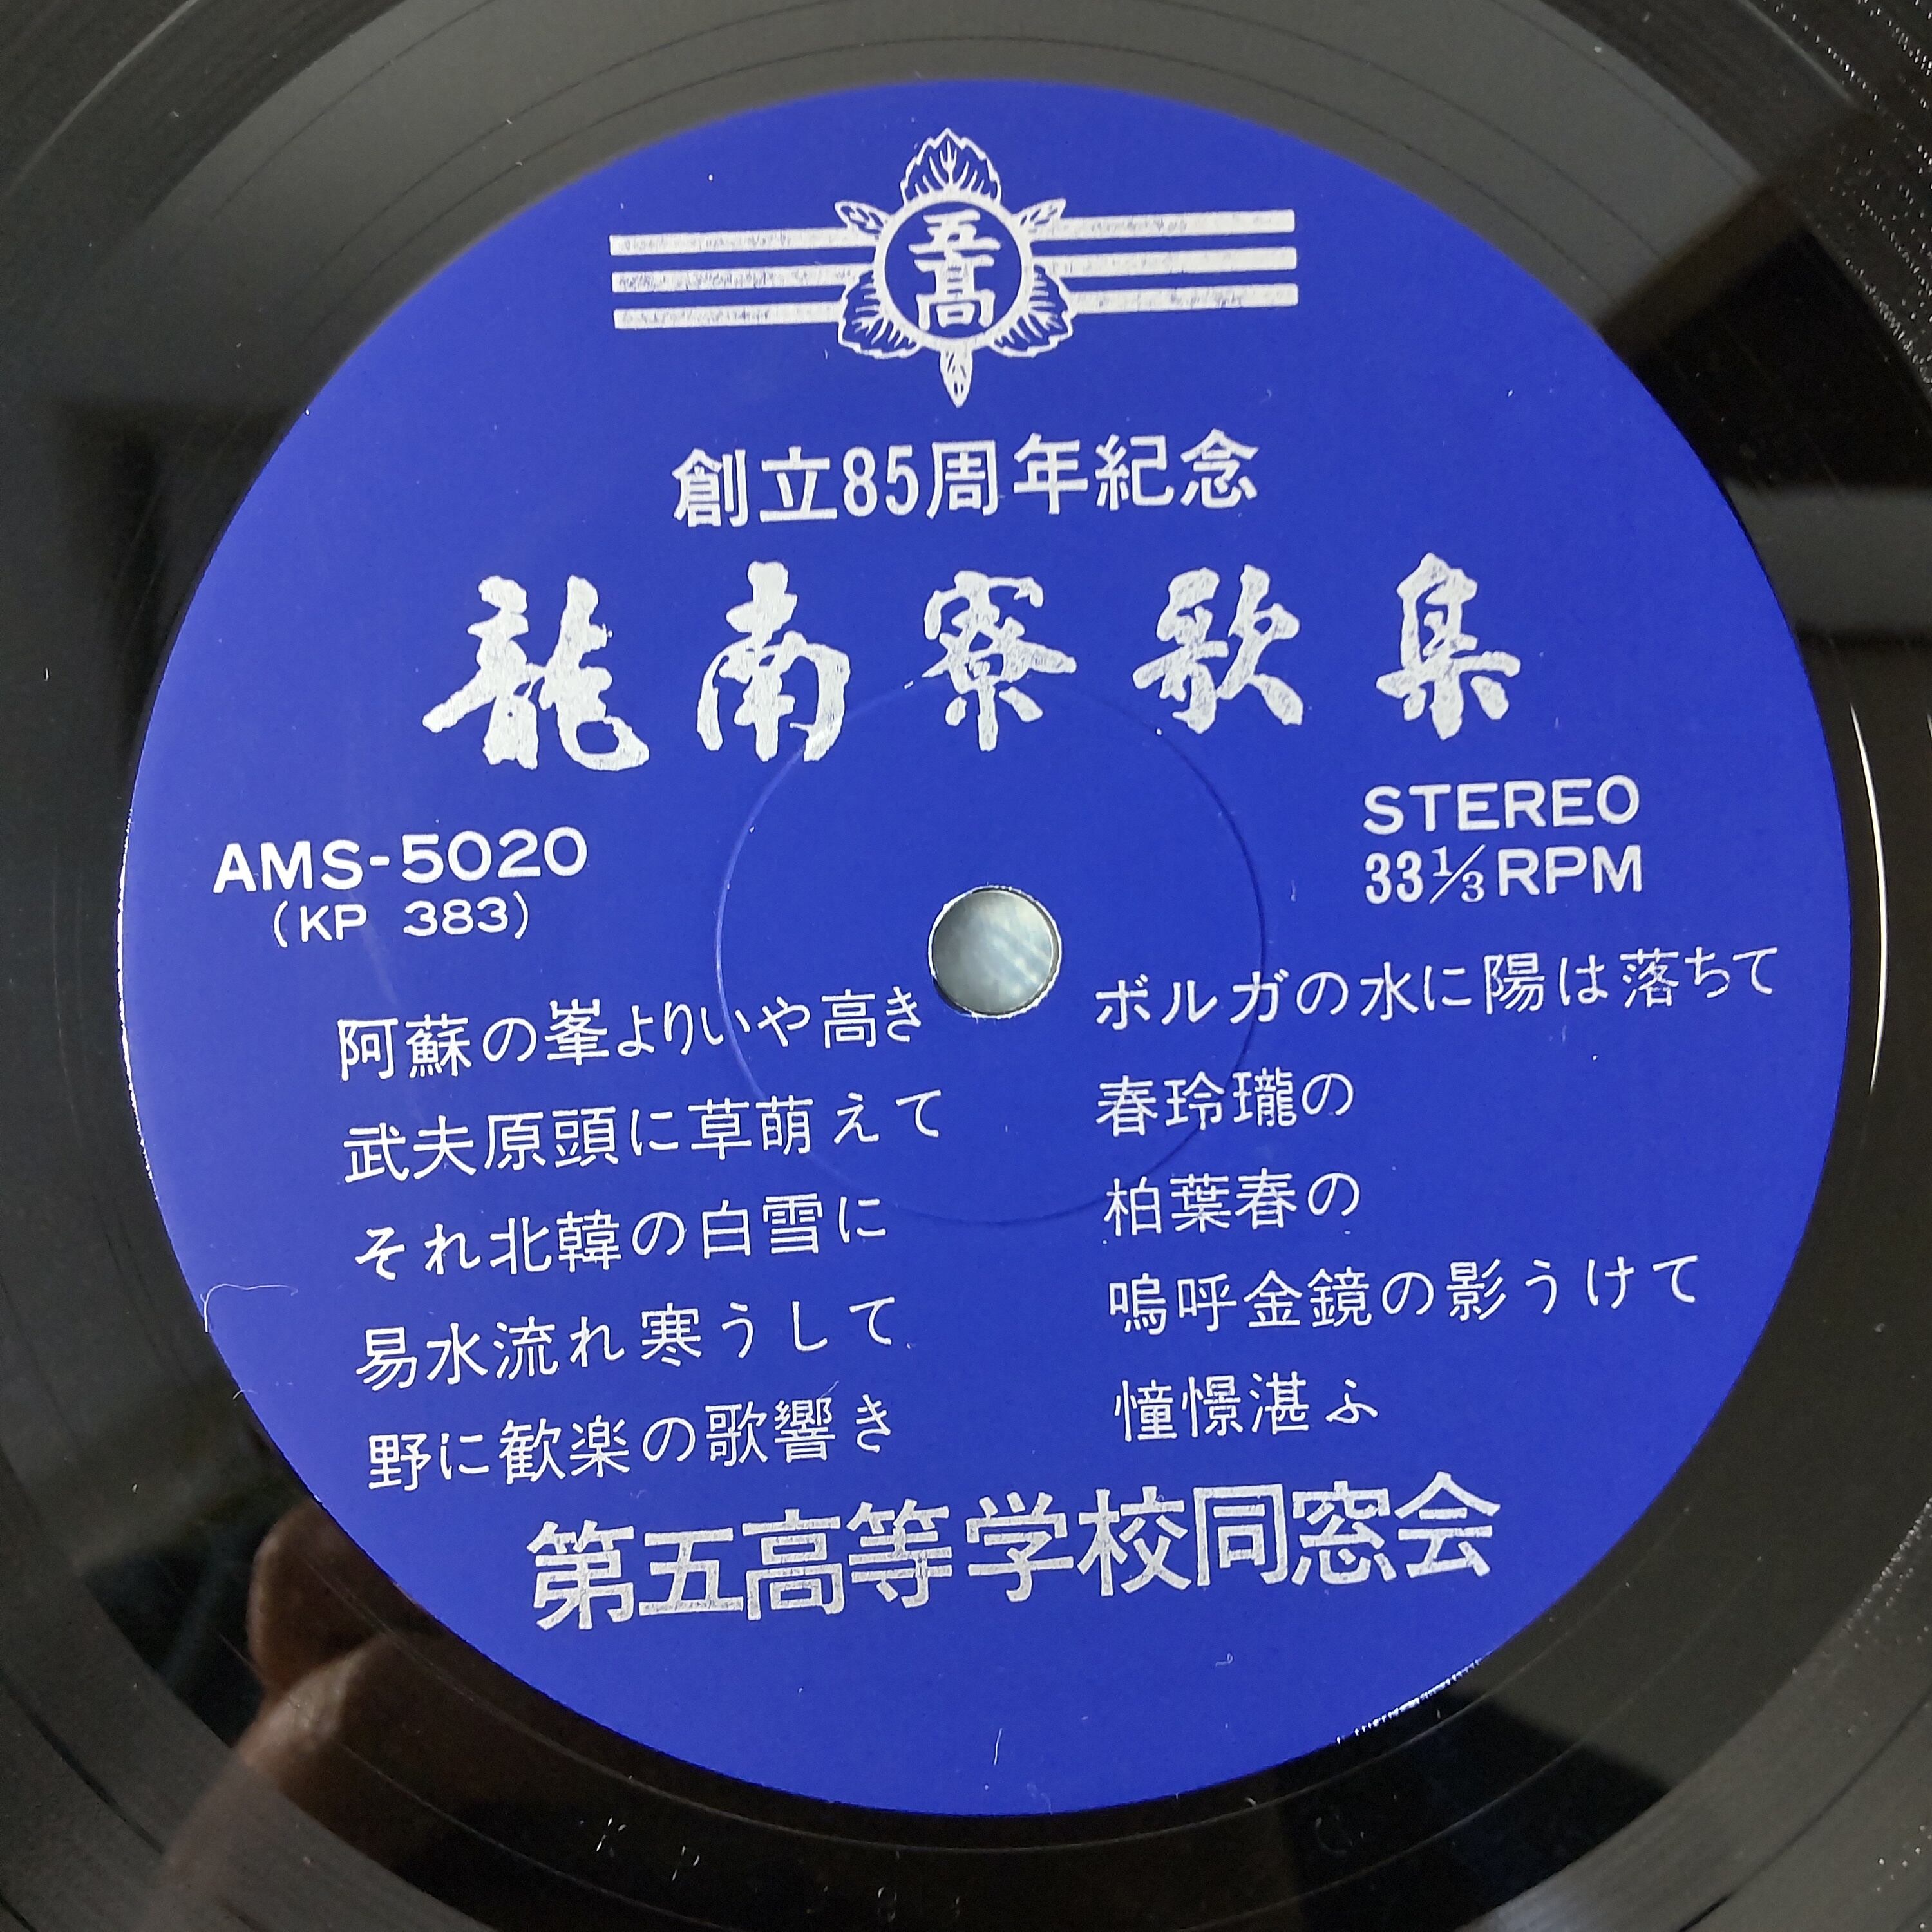 五高
創立85周年紀念
龍南寮歌集
AMS-5020
(KP 383)
STEREO
33⅓RPM
阿蘇の峯よりいや高き
武夫原頭に草萌えて
それ北韓の白雪に
易水流れ寒うして
野に歓楽の歌響き
ボルガの水に陽は落ちて
春玲瓏の
柏葉春の
嗚呼金鏡の影うけて
憧憬湛ふ
第五高等学校同窓会